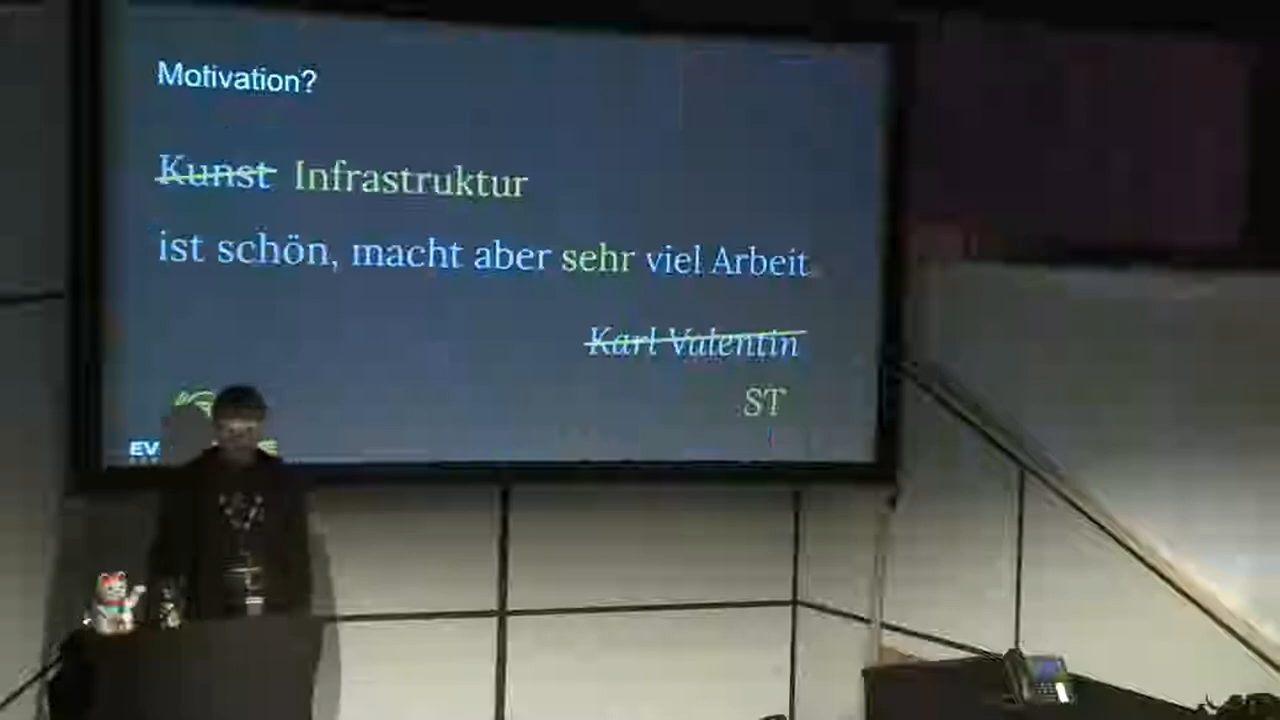 Motivation?
Kunst Infrastruktur
ist schön, macht aber sehr viel Arbeit
Karl Valentin
ST